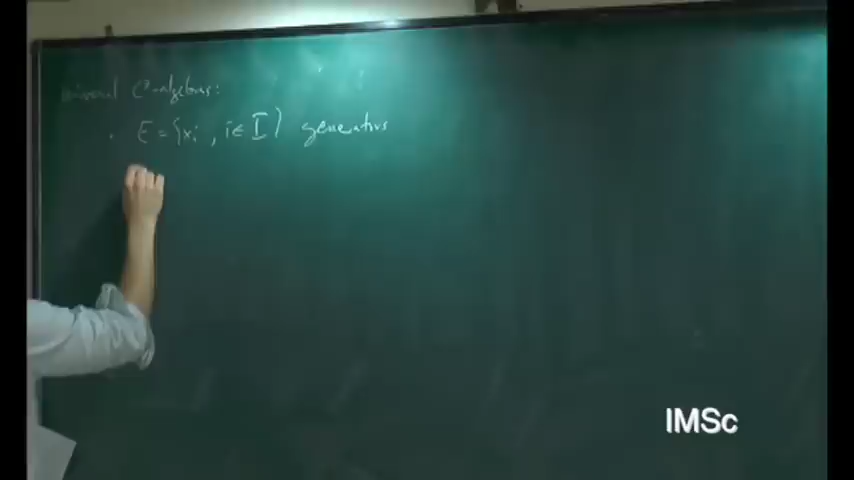 universal C*-algebras:
· E = {xi , i ∈ I} generators
IMSc